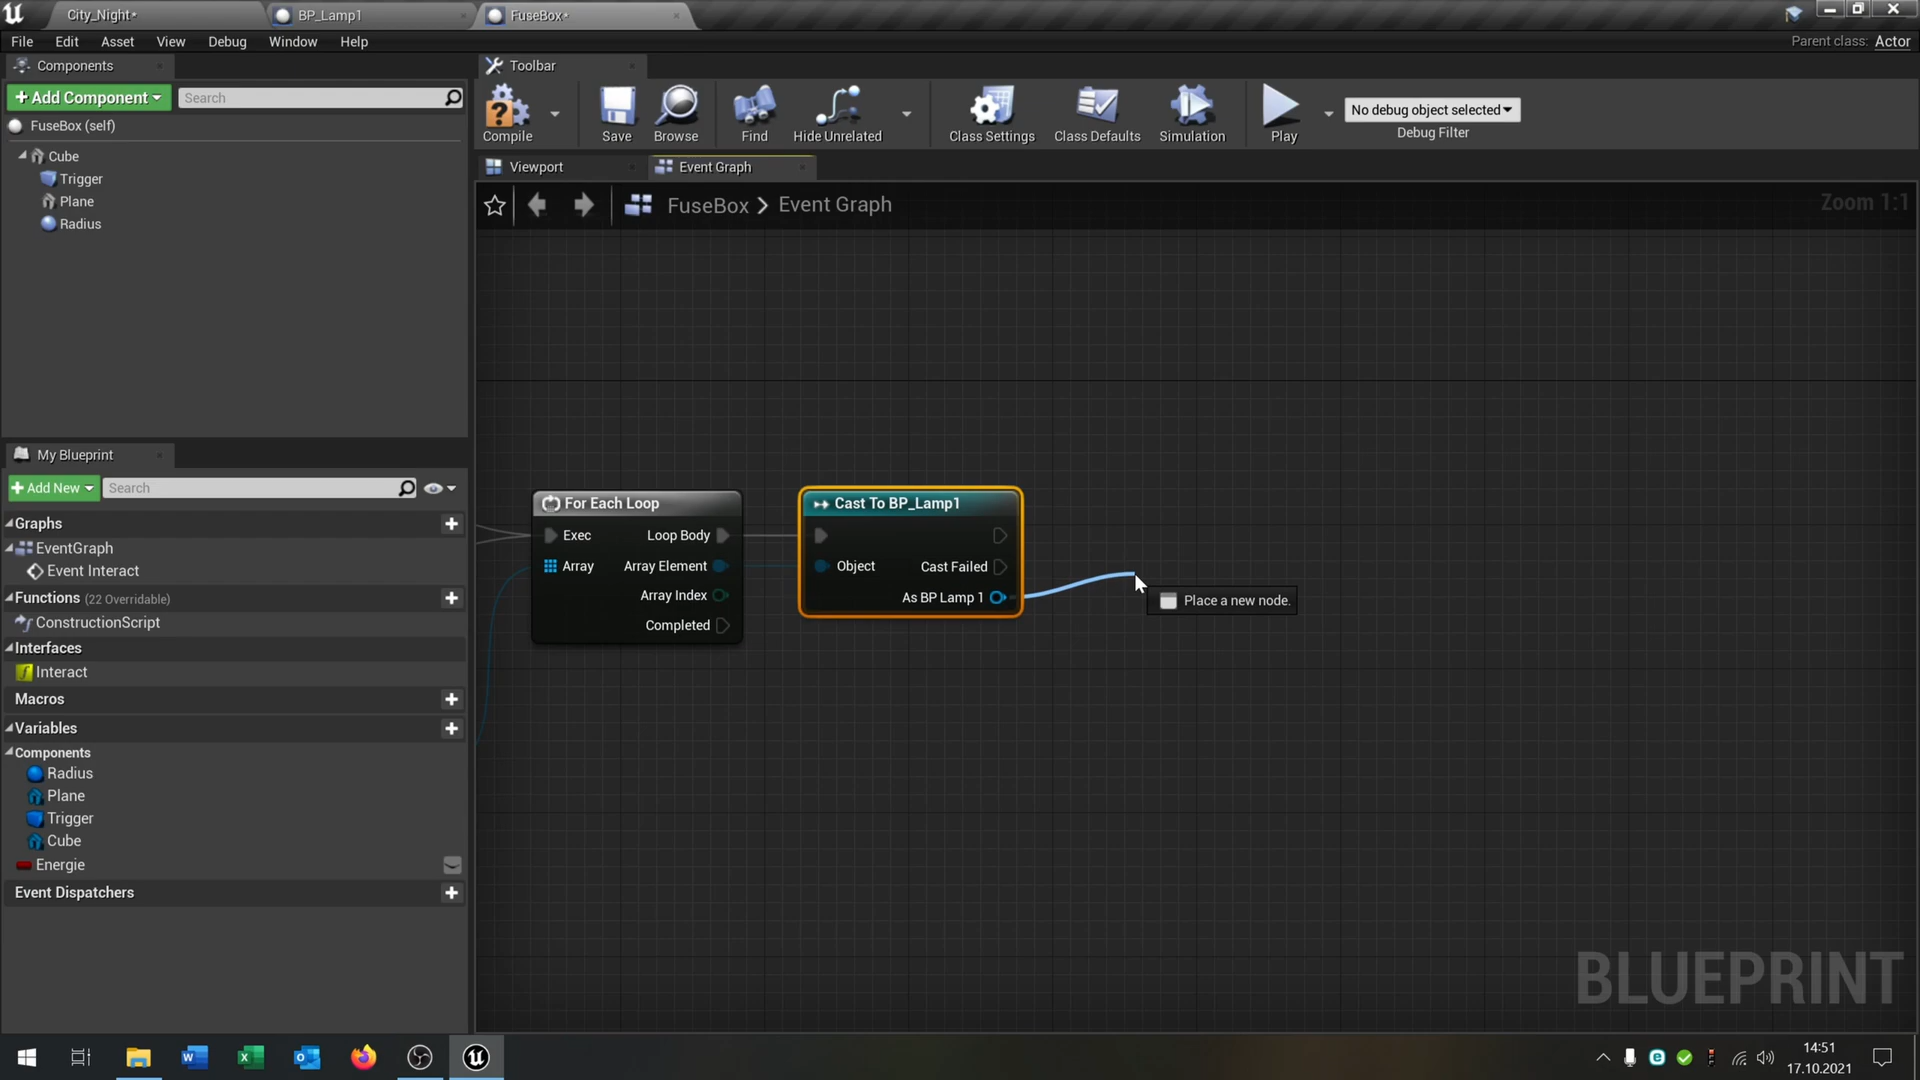 City_Night*
BP_Lamp1
FuseBox*
File Edit Asset View Debug Window Help
Parent class: Actor
Components
Toolbar
+ Add Component
Search
FuseBox (self)
Cube
Trigger
Plane
Radius
Compile
Save
Browse
Find
Hide Unrelated
Class Settings
Class Defaults
Simulation
Play
No debug object selected
Debug Filter
Viewport
Event Graph
FuseBox > Event Graph
Zoom 1:1
My Blueprint
+ Add New
Search
Graphs
EventGraph
Event Interact
Functions (22 Overridable)
ConstructionScript
Interfaces
Interact
Macros
Variables
Components
Radius
Plane
Trigger
Cube
Energie
Event Dispatchers
For Each Loop
Exec Loop Body
Array Array Element
Array Index
Completed
Cast To BP_Lamp1
Object Cast Failed
As BP Lamp 1
Place a new node.
BLUEPRINT
14:51
17.10.2021